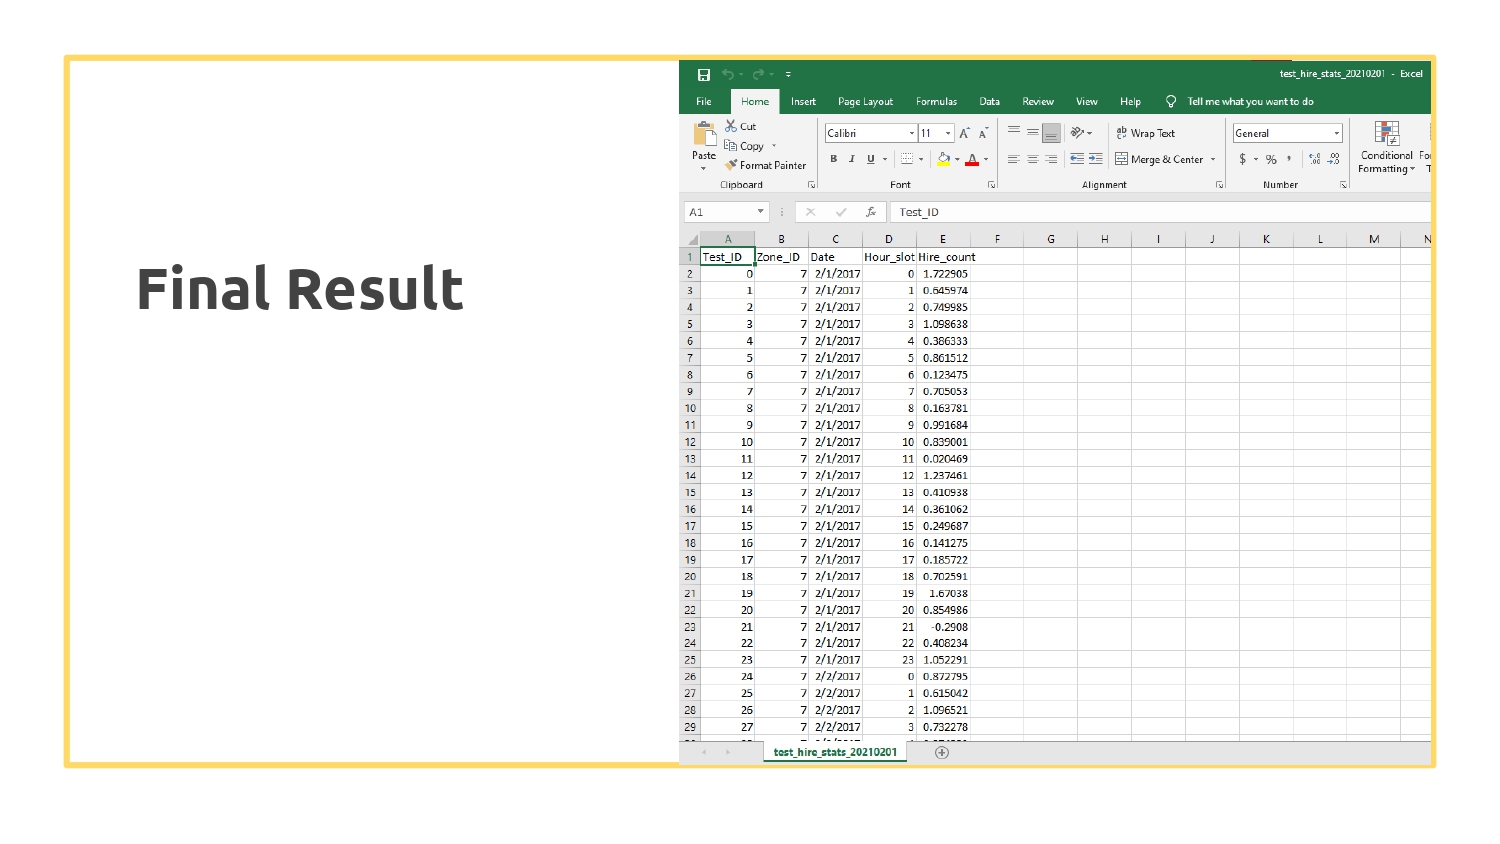 Final Result
test_hire_stats_20210201 - Excel
File Home Insert Page Layout Formulas Data Review View Help Tell me what you want to do
Cut
Copy
Format Painter
Paste
Clipboard
Calibri 11 A A
B I U A
Font
ab Wrap Text
Merge & Center
Alignment
General
$ % ,
Number
Conditional
Formatting
A1 fx Test_ID
A B C D E F G H I J K L M N
1 Test_ID Zone_ID Date Hour_slot Hire_count
2 0 7 2/1/2017 0 1.722905
3 1 7 2/1/2017 1 0.645974
4 2 7 2/1/2017 2 0.749985
5 3 7 2/1/2017 3 1.098638
6 4 7 2/1/2017 4 0.386333
7 5 7 2/1/2017 5 0.861512
8 6 7 2/1/2017 6 0.123475
9 7 7 2/1/2017 7 0.705053
10 8 7 2/1/2017 8 0.163781
11 9 7 2/1/2017 9 0.991684
12 10 7 2/1/2017 10 0.839001
13 11 7 2/1/2017 11 0.020469
14 12 7 2/1/2017 12 1.237461
15 13 7 2/1/2017 13 0.410938
16 14 7 2/1/2017 14 0.361062
17 15 7 2/1/2017 15 0.249687
18 16 7 2/1/2017 16 0.141275
19 17 7 2/1/2017 17 0.185722
20 18 7 2/1/2017 18 0.702591
21 19 7 2/1/2017 19 1.67038
22 20 7 2/1/2017 20 0.854986
23 21 7 2/1/2017 21 -0.2908
24 22 7 2/1/2017 22 0.408234
25 23 7 2/1/2017 23 1.052291
26 24 7 2/2/2017 0 0.872795
27 25 7 2/2/2017 1 0.615042
28 26 7 2/2/2017 2 1.096521
29 27 7 2/2/2017 3 0.732278
test_hire_stats_20210201